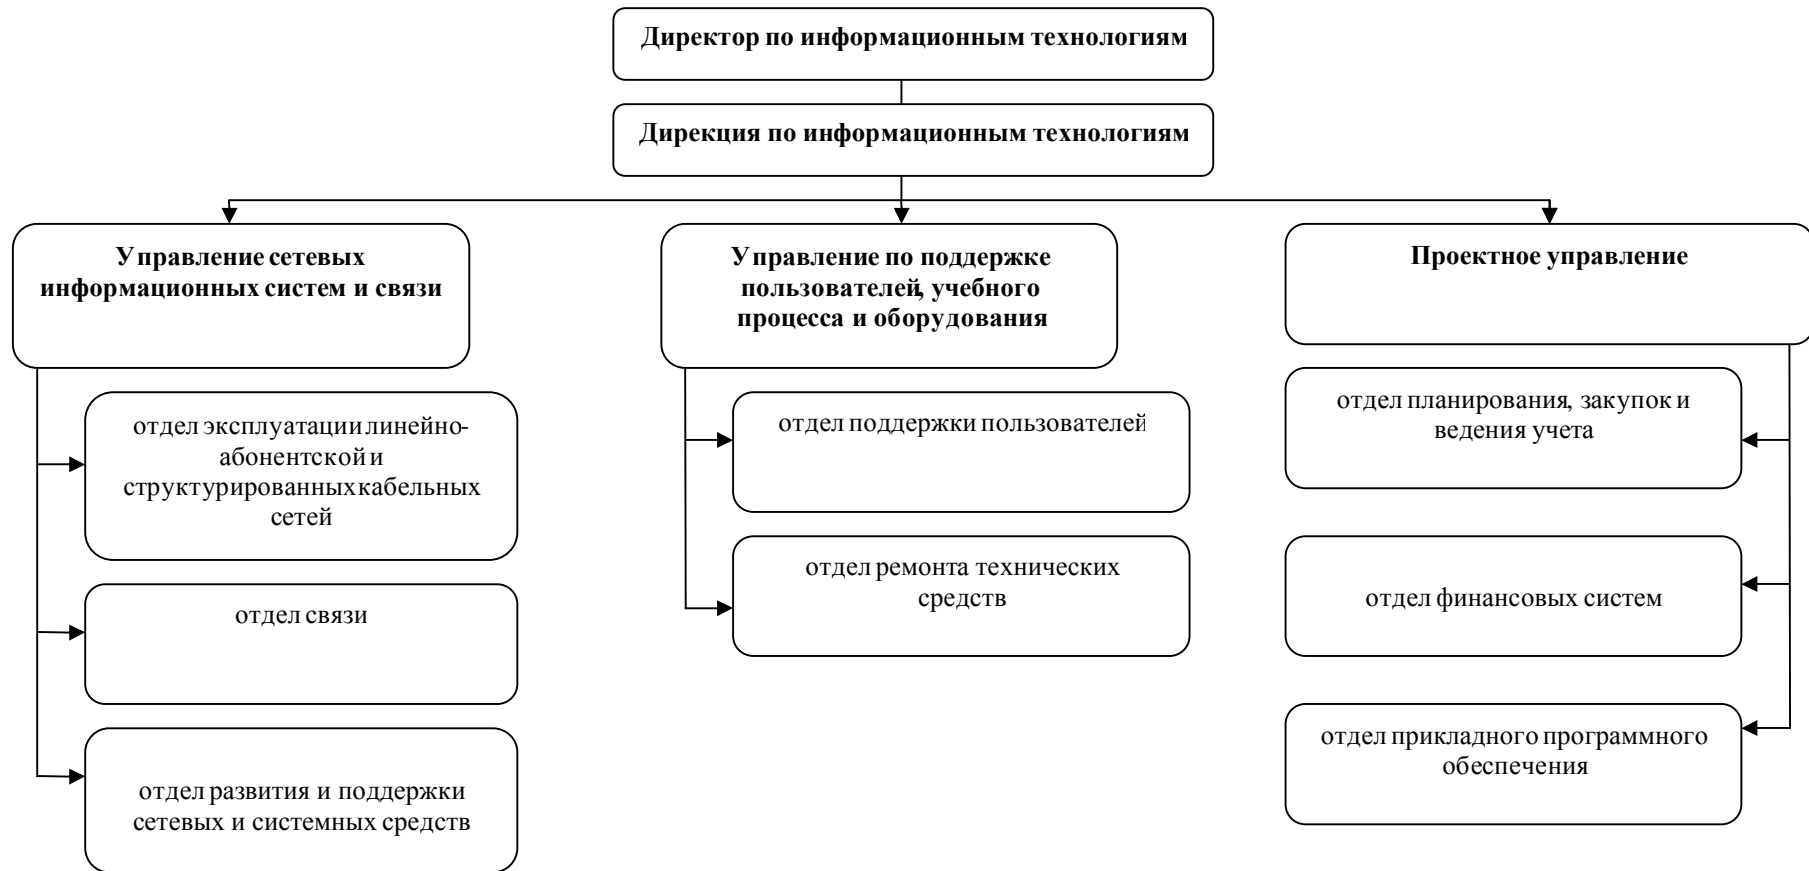 Директор по информационным технологиям
Дирекция по информационным технологиям
Управление сетевых
информационных систем и связи
Управление по поддержке
пользователей, учебного
процесса и оборудования
Проектное управление
отдел эксплуатации линейно-
абонентской и
структурированных кабельных
сетей
отдел связи
отдел развития и поддержки
сетевых и системных средств
отдел поддержки пользователей
отдел ремонта технических
средств
отдел планирования, закупок и
ведения учета
отдел финансовых систем
отдел прикладного программного
обеспечения